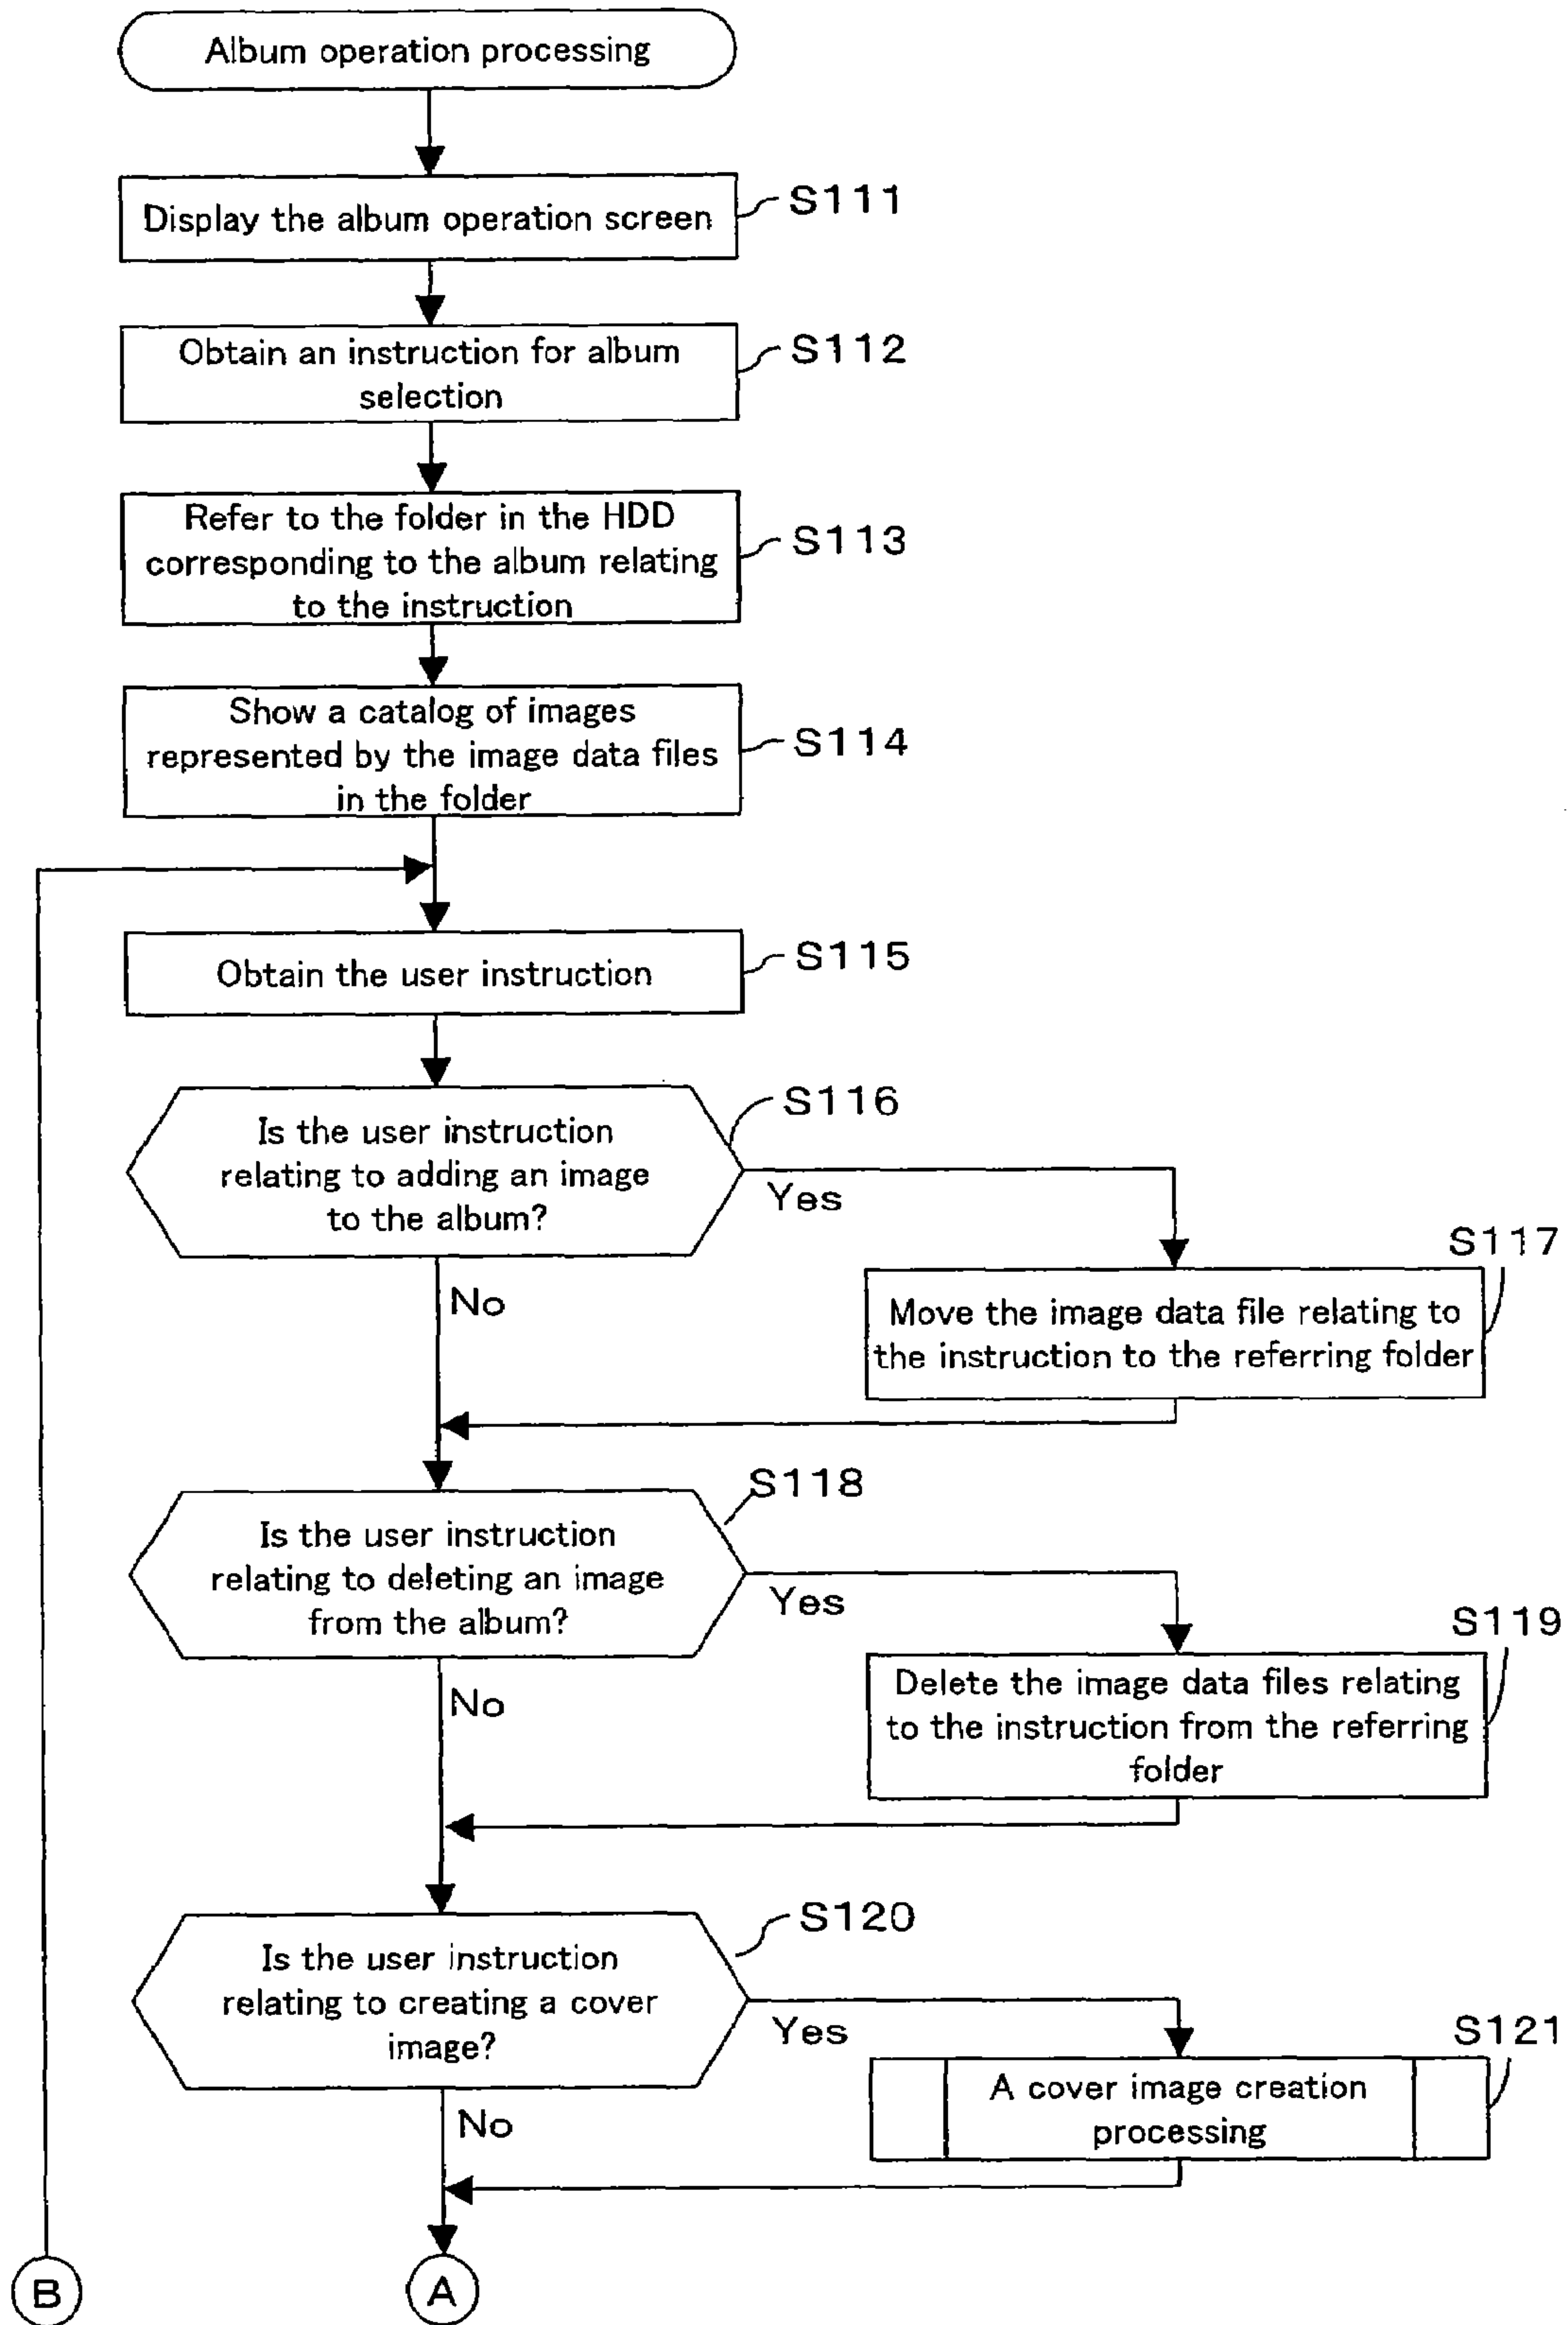 Album operation processing
Display the album operation screen
S111
Obtain an instruction for album
selection
S112
Refer to the folder in the HDD
corresponding to the album relating
to the instruction
S113
Show a catalog of images
represented by the image data files
in the folder
S114
Obtain the user instruction
S115
Is the user instruction
relating to adding an image
to the album?
S116
Yes
No
S117
Move the image data file relating to
the instruction to the referring folder
Is the user instruction
relating to deleting an image
from the album?
S118
Yes
No
S119
Delete the image data files relating
to the instruction from the referring
folder
Is the user instruction
relating to creating a cover
image?
S120
Yes
No
S121
A cover image creation
processing
B
A